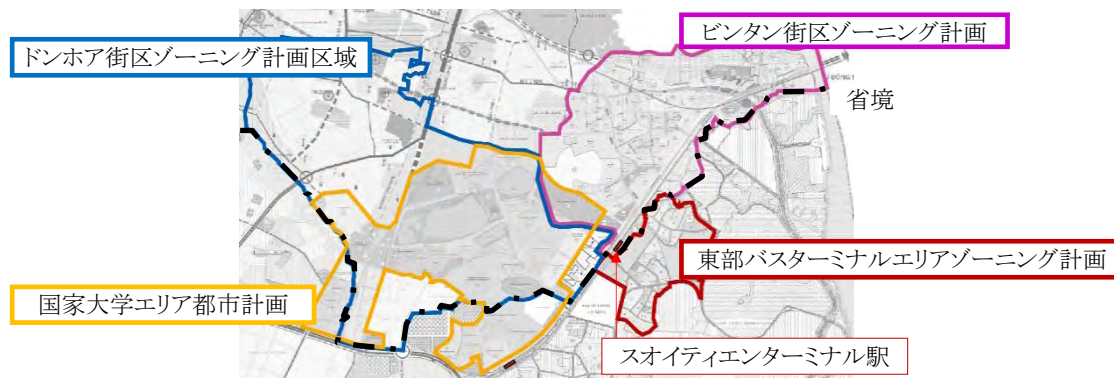 ビンタン街区ゾーニング計画
ドンホア街区ゾーニング計画区域
省境
東部バスターミナルエリアゾーニング計画
国家大学エリア都市計画
スオイティエンターミナル駅